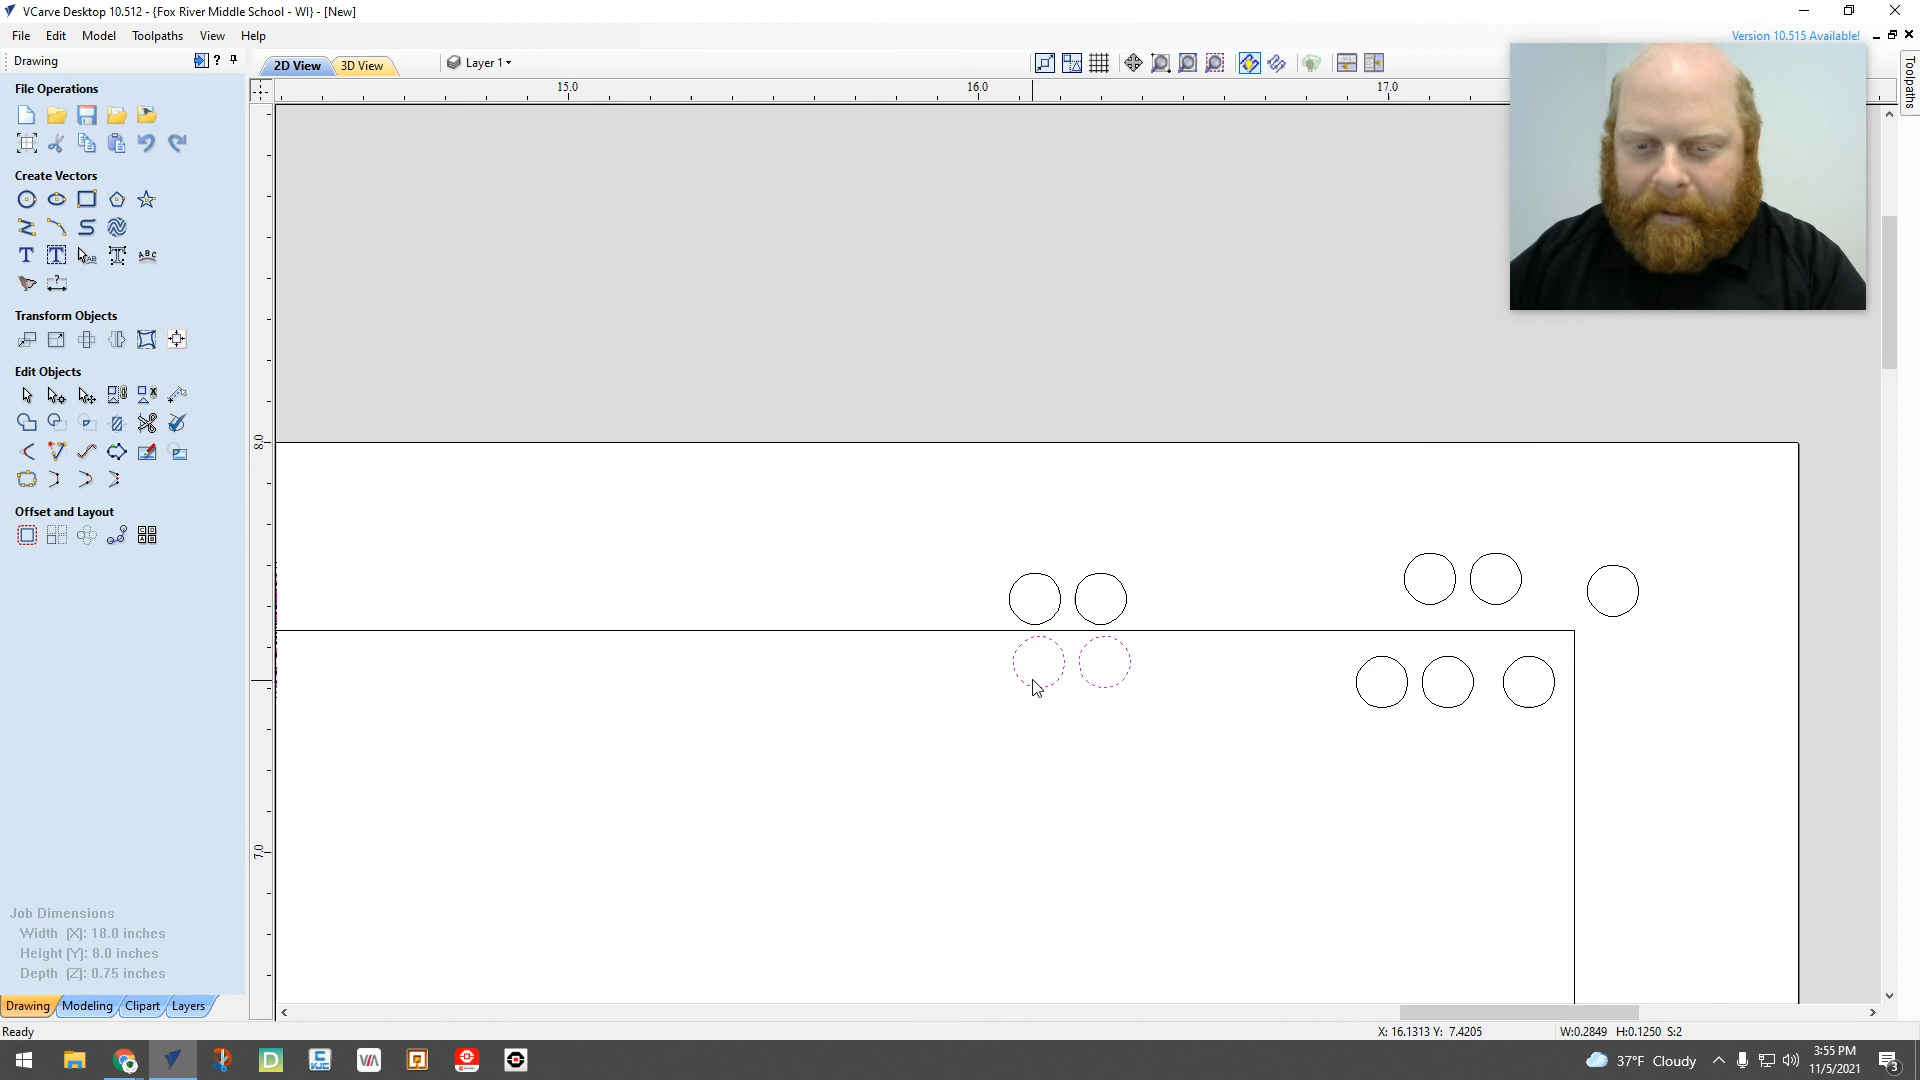 VCarve Desktop 10.512 - {Fox River Middle School - WI} - [New]
File Edit Model Toolpaths View Help
Version 10.515 Available!
Drawing
2D View
3D View
Layer 1
Toolpaths
File Operations
15.0
16.0
17.0
Create Vectors
Transform Objects
Edit Objects
8.0
Offset and Layout
7.0
Job Dimensions
Width (X): 18.0 inches
Height (Y): 8.0 inches
Depth (Z): 0.75 inches
Drawing Modeling Clipart Layers
Ready
X: 16.1313 Y: 7.4205
W:0.2849 H:0.1250 S:2
37°F Cloudy
3:55 PM
11/5/2021
3